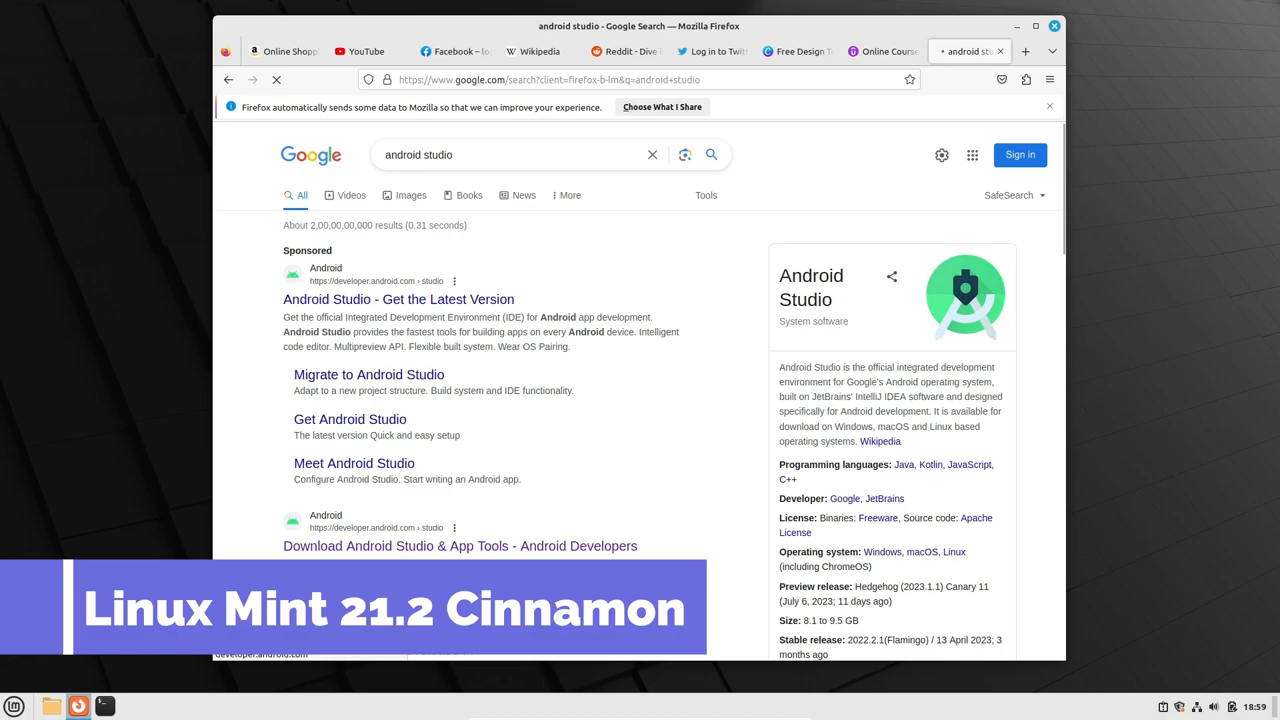 android studio - Google Search — Mozilla Firefox
Online Shopp
YouTube
Facebook – lo
Wikipedia
Reddit - Dive i
Log in to Twit
Free Design T
Online Course
android stu
https://www.google.com/search?client=firefox-b-lm&q=android+studio
Firefox automatically sends some data to Mozilla so that we can improve your experience.
Choose What I Share
Google
android studio
Sign in
All
Videos
Images
Books
News
More
Tools
SafeSearch
About 2,00,00,00,000 results (0.31 seconds)
Sponsored
Android
https://developer.android.com › studio
Android Studio - Get the Latest Version
Get the official Integrated Development Environment (IDE) for Android app development.
Android Studio provides the fastest tools for building apps on every Android device. Intelligent
code editor. Multipreview API. Flexible built system. Wear OS Pairing.
Migrate to Android Studio
Adapt to a new project structure. Build system and IDE functionality.
Get Android Studio
The latest version Quick and easy setup
Meet Android Studio
Configure Android Studio. Start writing an Android app.
Android
https://developer.android.com › studio
Download Android Studio & App Tools - Android Developers
Android
Studio
System software
Android Studio is the official integrated development
environment for Google's Android operating system,
built on JetBrains' IntelliJ IDEA software and designed
specifically for Android development. It is available for
download on Windows, macOS and Linux based
operating systems. Wikipedia
Programming languages: Java, Kotlin, JavaScript,
C++
Developer: Google, JetBrains
License: Binaries: Freeware, Source code: Apache
License
Operating system: Windows, macOS, Linux
(including ChromeOS)
Preview release: Hedgehog (2023.1.1) Canary 11
(July 6, 2023; 11 days ago)
Size: 8.1 to 9.5 GB
Stable release: 2022.2.1(Flamingo) / 13 April 2023; 3
months ago
Linux Mint 21.2 Cinnamon
18:59